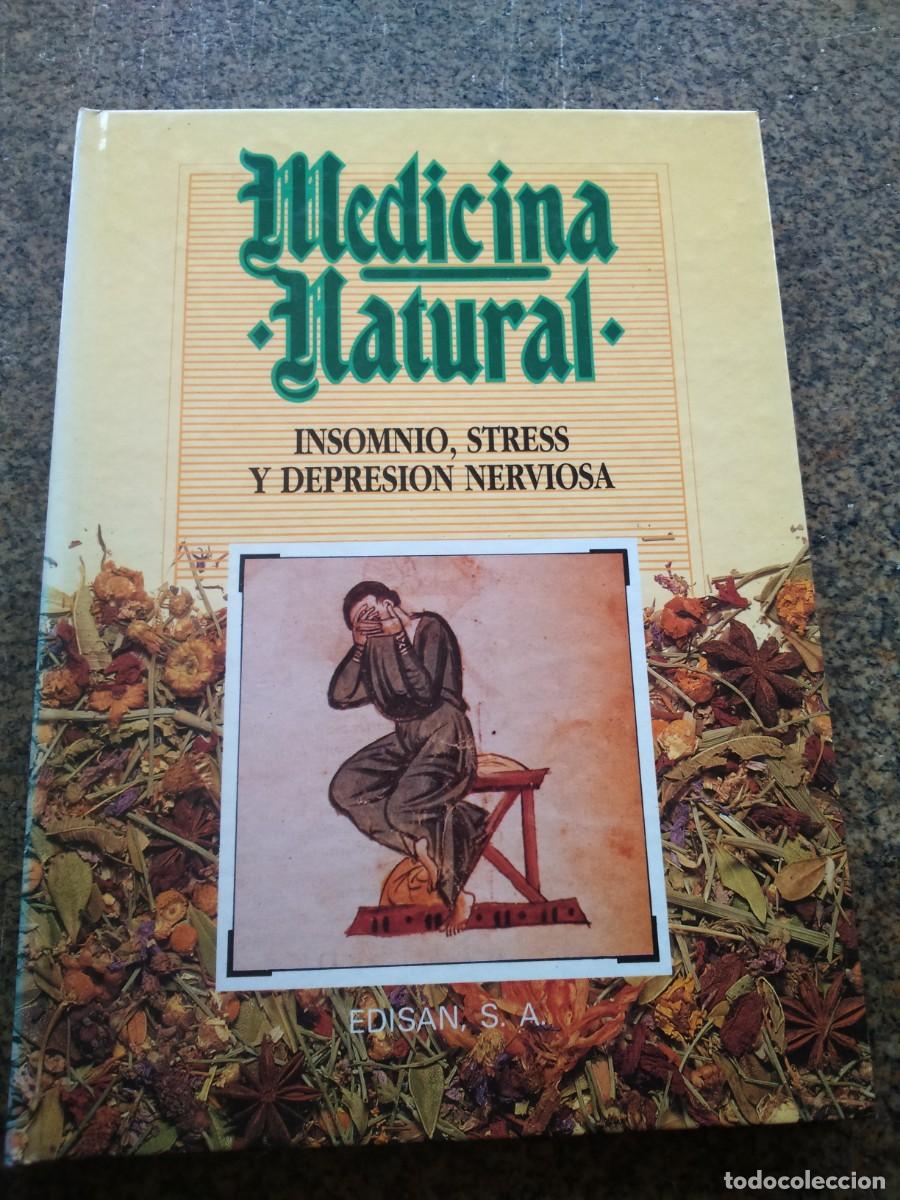 Medicina
·Natural·
INSOMNIO, STRESS
Y DEPRESION NERVIOSA
EDISAN, S. A.
todocoleccion